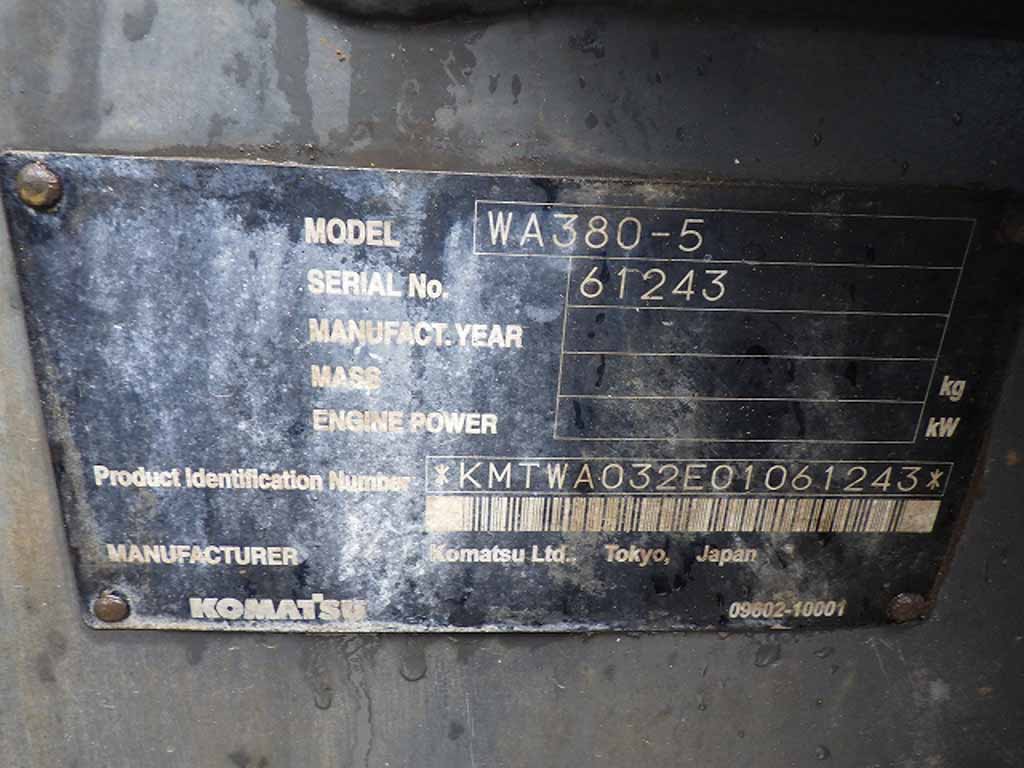 MODEL WA380-5
SERIAL No. 61243
MANUFACT. YEAR
MASS kg
ENGINE POWER kW
Product Identification Number *KMTWA032E01061243*
MANUFACTURER Komatsu Ltd., Tokyo, Japan
KOMATSU 09602-10001